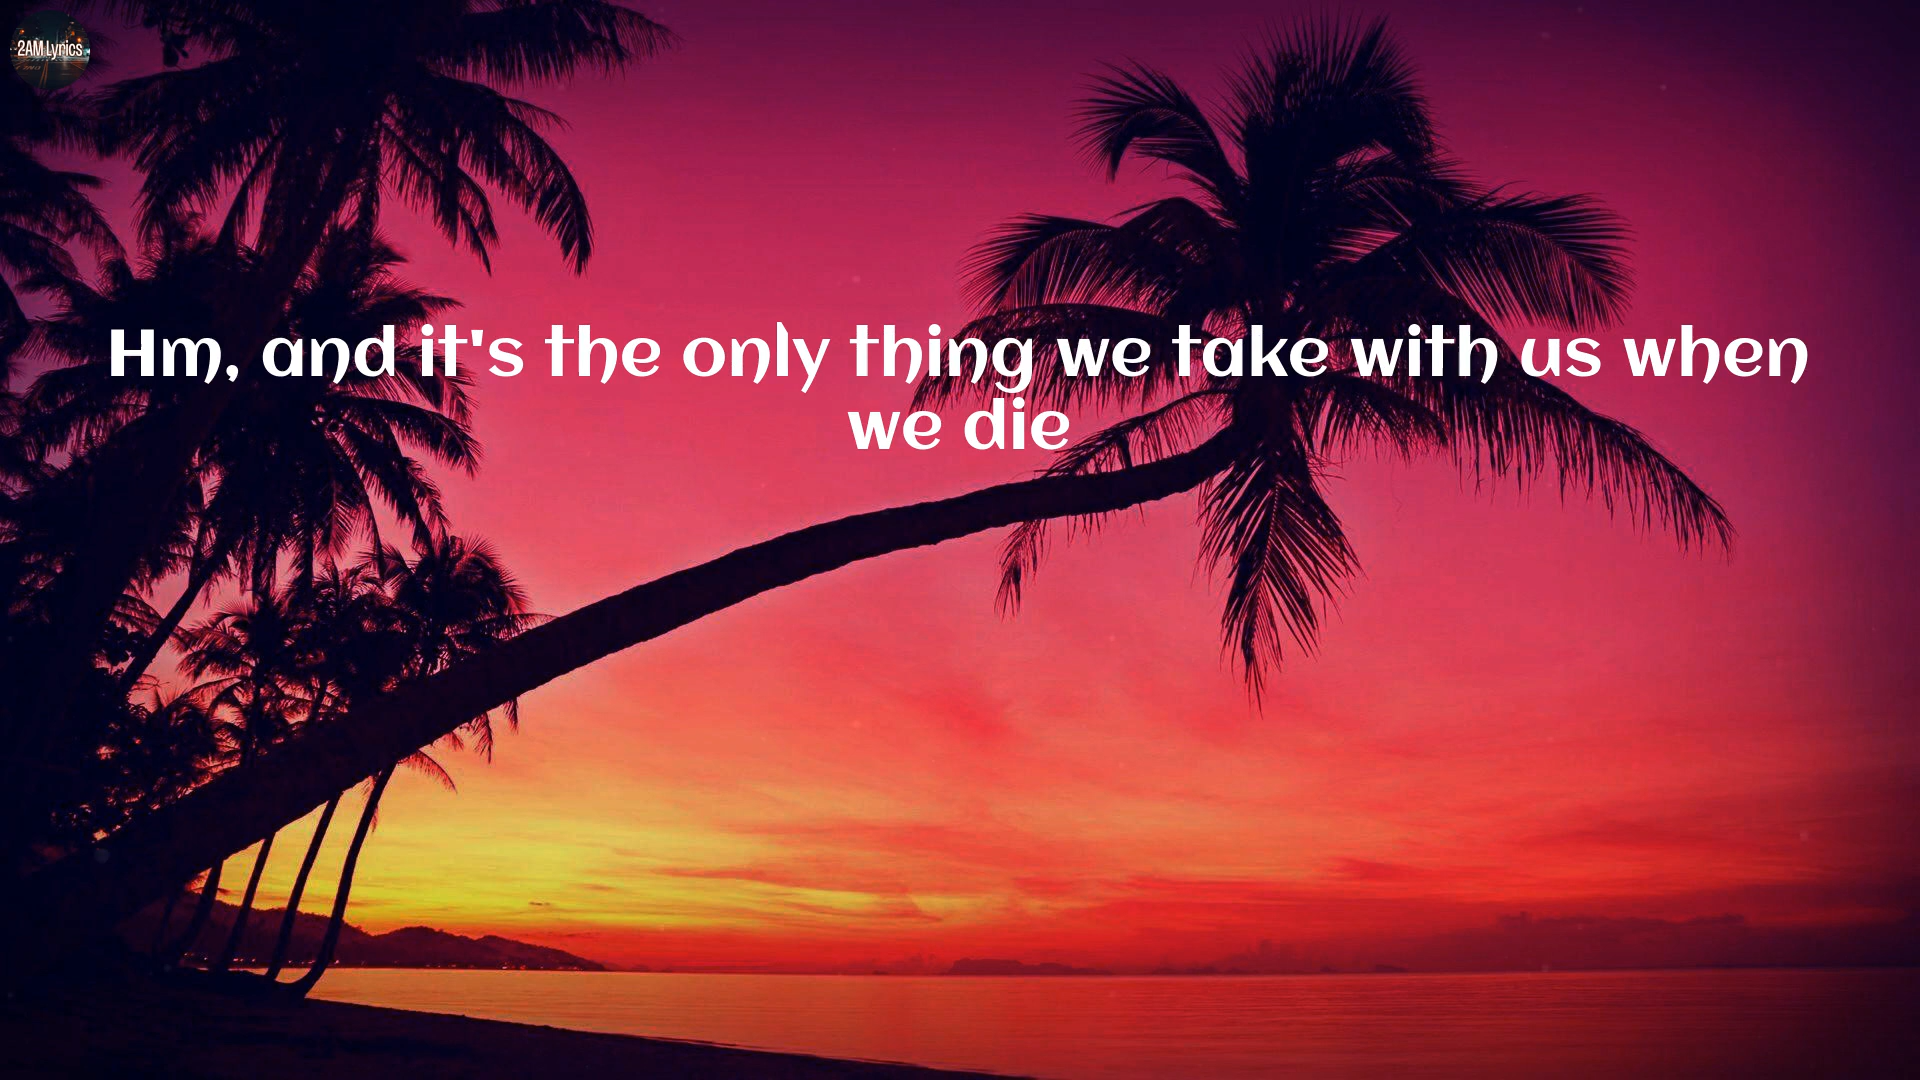 2AM Lyrics
Hm, and it's the only thing we take with us when
we die